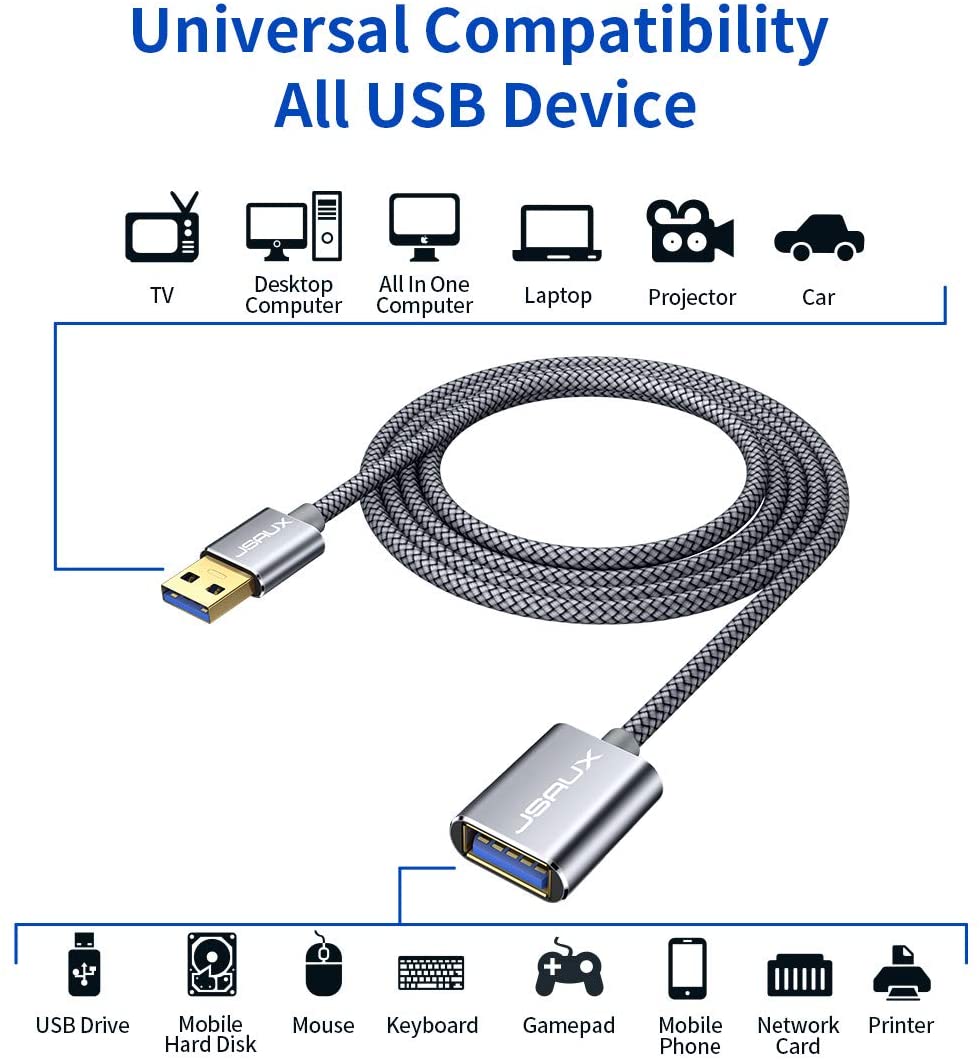 Universal Compatibility
All USB Device
TV
Desktop
Computer
All In One
Computer
Laptop
Projector
Car
JSAUX
JSAUX
USB Drive
Mobile
Hard Disk
Mouse
Keyboard
Gamepad
Mobile
Phone
Network
Card
Printer